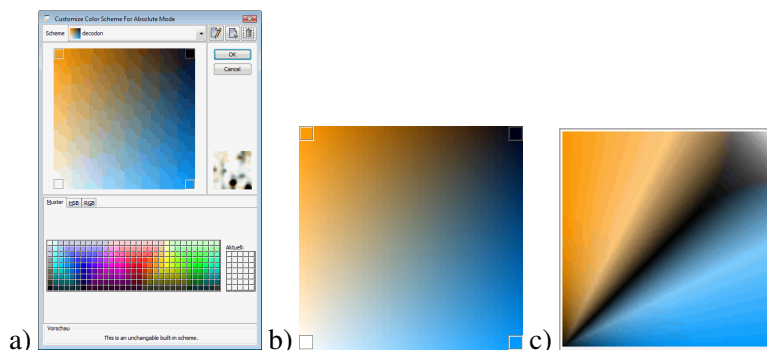 Customize Color Scheme For Absolute Mode
Scheme decodon
OK
Cancel
Muster HSB RGB
Aktuell:
Vorschau
This is an unchangable built-in scheme.
a) b) c)